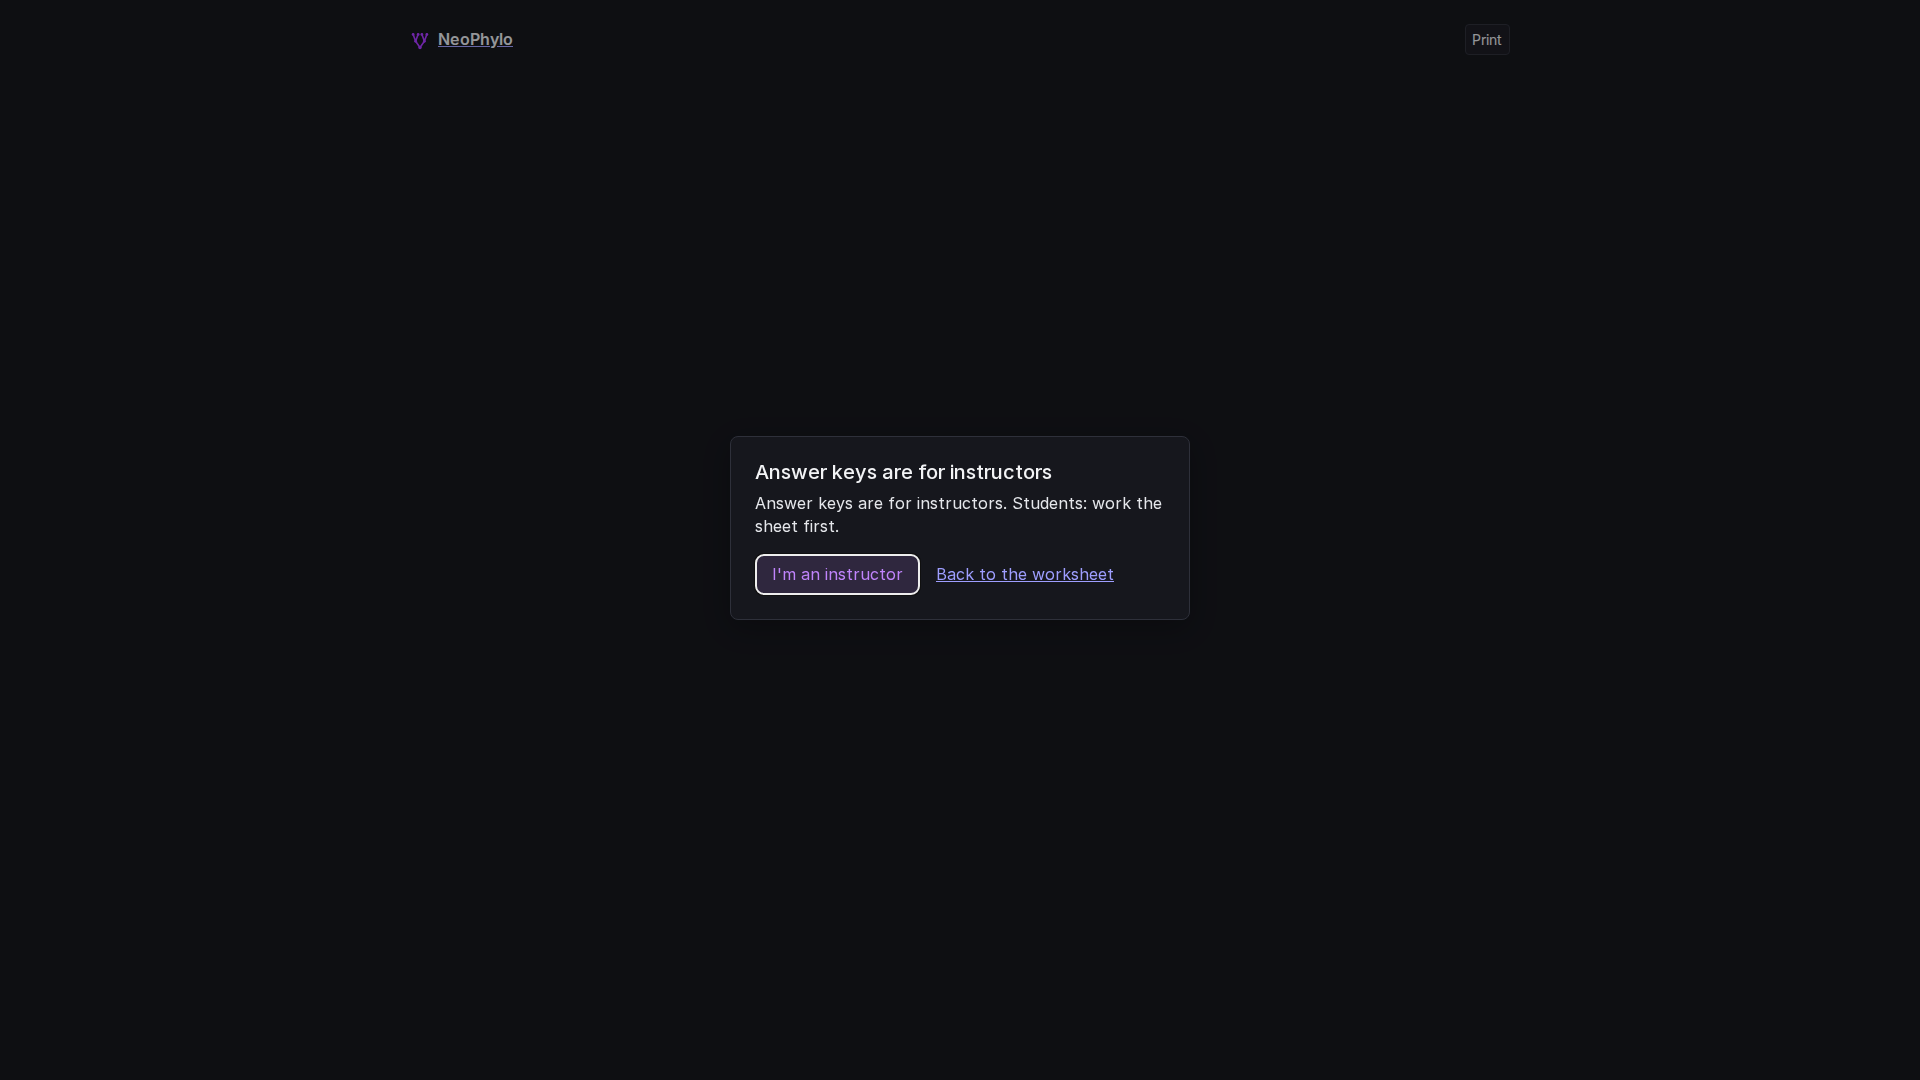 NeoPhylo
Print
Answer keys are for instructors
Answer keys are for instructors. Students: work the
sheet first.
I'm an instructor
Back to the worksheet